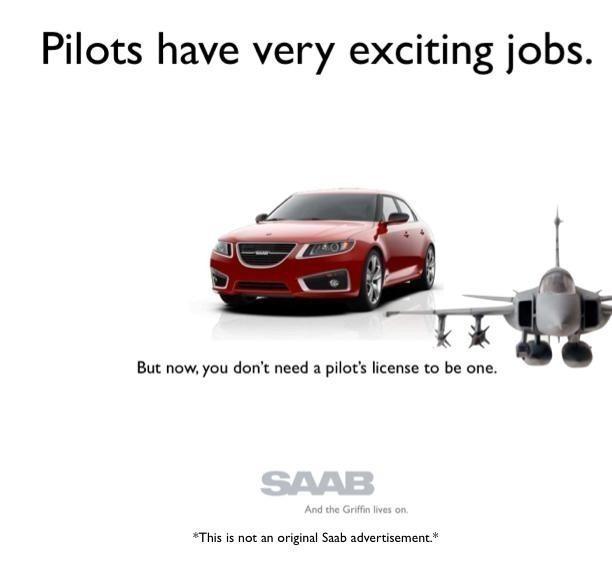 Pilots have very exciting jobs.
SAAB
But now, you don't need a pilot's license to be one.
SAAB
And the Griffin lives on.
*This is not an original Saab advertisement.*